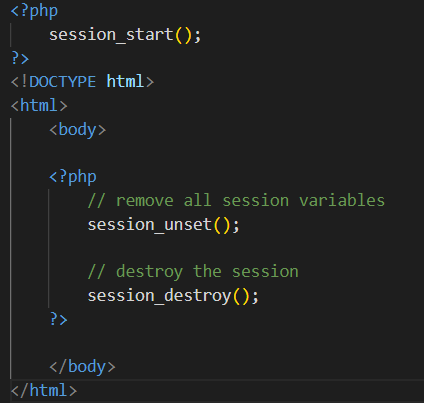 <?php
    session_start();
?>
<!DOCTYPE html>
<html>
    <body>

    <?php
        // remove all session variables
        session_unset();

        // destroy the session
        session_destroy();
    ?>

    </body>
</html>